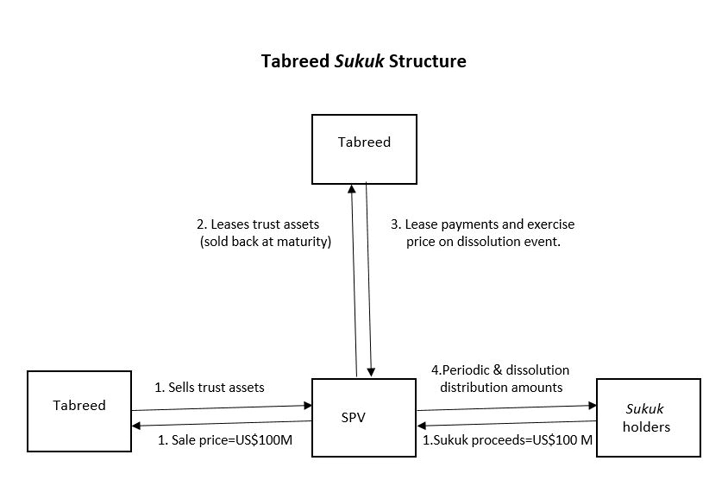 Tabreed Sukuk Structure
Tabreed
2. Leases trust assets
(sold back at maturity)
3. Lease payments and exercise
price on dissolution event.
Tabreed
1. Sells trust assets
1. Sale price=US$100M
SPV
4.Periodic & dissolution
distribution amounts
1.Sukuk proceeds=US$100 M
Sukuk
holders